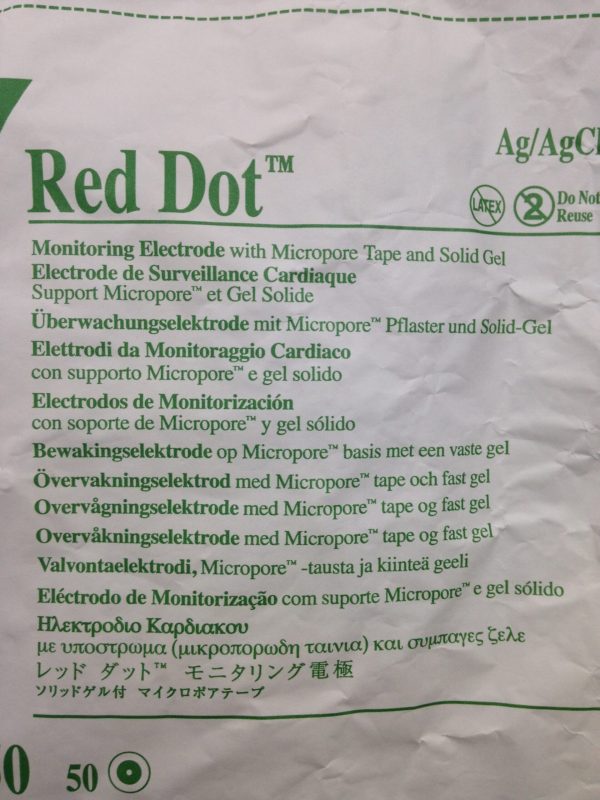 Ag/AgCl
Red Dot™
LATEX
2
Do Not
Reuse
Monitoring Electrode with Micropore Tape and Solid Gel
Electrode de Surveillance Cardiaque
Support Micropore™ et Gel Solide
Überwachungselektrode mit Micropore™ Pflaster und Solid-Gel
Elettrodi da Monitoraggio Cardiaco
con supporto Micropore™ e gel solido
Electrodos de Monitorización
con soporte de Micropore™ y gel sólido
Bewakingselektrode op Micropore™ basis met een vaste gel
Övervakningselektrod med Micropore™ tape och fast gel
Overvågningselektrode med Micropore™ tape og fast gel
Overvåkningselektrode med Micropore™ tape og fast gel
Valvontaelektrodi, Micropore™ -tausta ja kiinteä geeli
Eléctrodo de Monitorização com suporte Micropore™ e gel sólido
Ηλεκτροδιο Καρδιακου
με υποστρωμα (μικροπορωδη ταινια) και συμπαγες ζελε
レッド ダット™ モニタリング電極
ソリッドゲル付 マイクロポアテープ
0 50